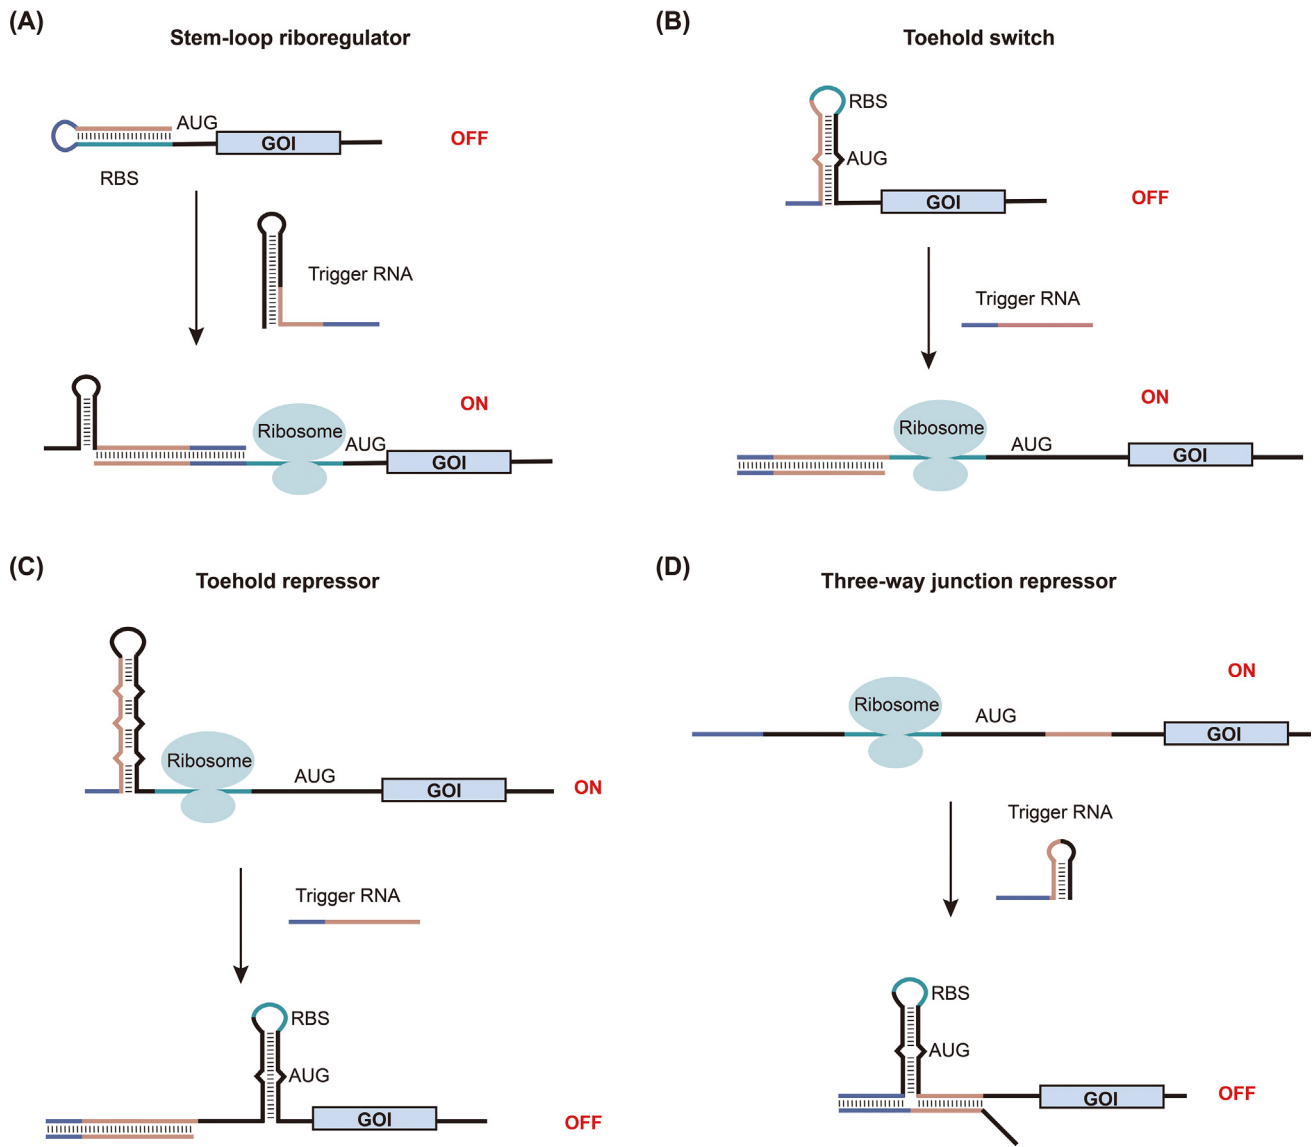 (A)
Stem-loop riboregulator
AUG
GOI
OFF
RBS
Trigger RNA
ON
Ribosome
AUG
GOI
(B)
Toehold switch
RBS
AUG
GOI
OFF
Trigger RNA
ON
Ribosome
AUG
GOI
(C)
Toehold repressor
Ribosome
AUG
GOI
ON
Trigger RNA
RBS
AUG
GOI
OFF
(D)
Three-way junction repressor
ON
Ribosome
AUG
GOI
Trigger RNA
RBS
AUG
GOI
OFF